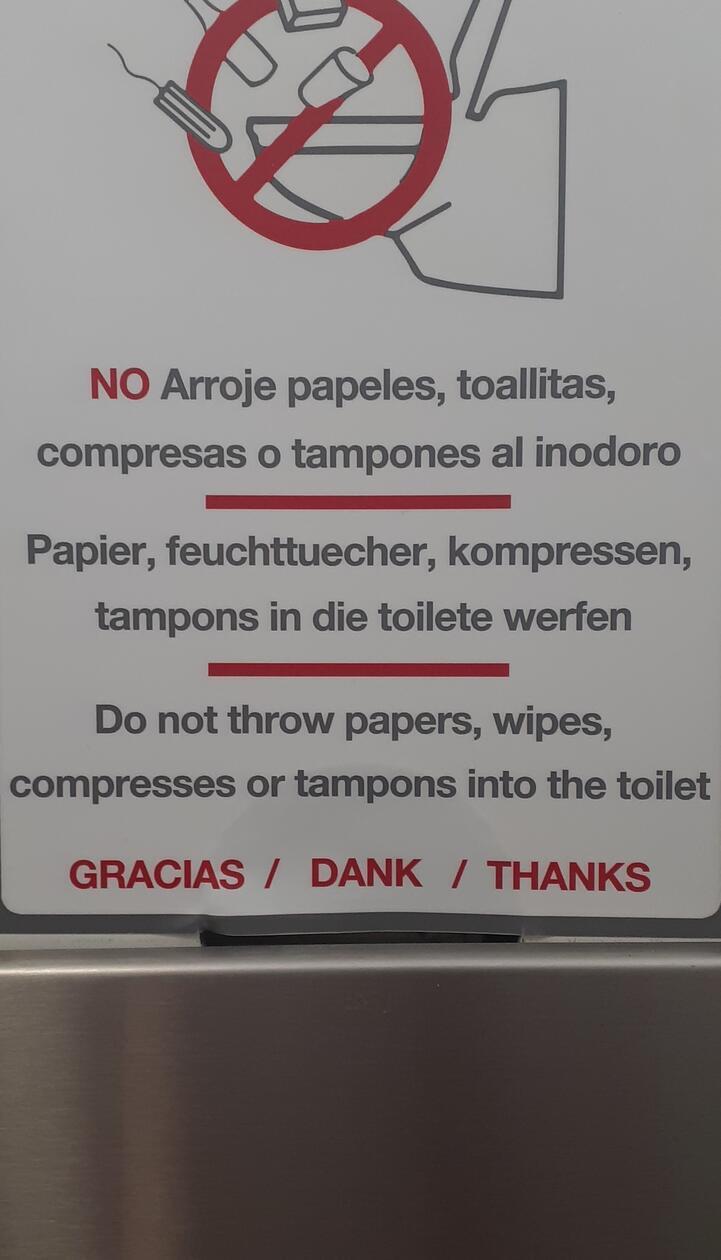 NO Arroje papeles, toallitas,
compresas o tampones al inodoro
Papier, feuchttuecher, kompressen,
tampons in die toilete werfen
Do not throw papers, wipes,
compresses or tampons into the toilet
GRACIAS / DANK / THANKS